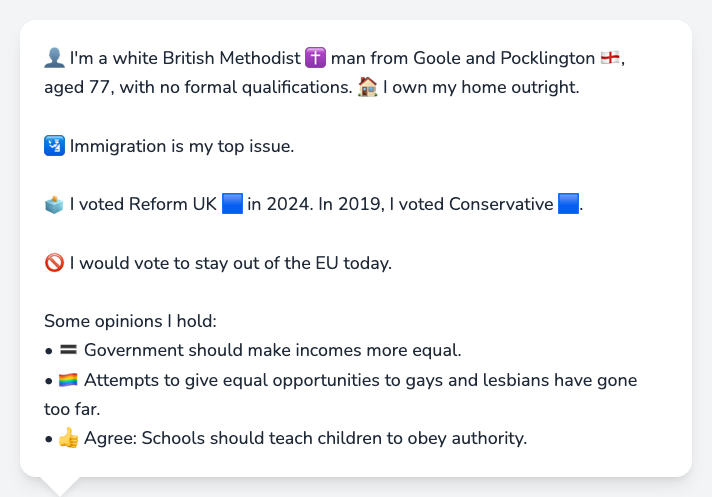 👤 I'm a white British Methodist ✝️ man from Goole and Pocklington 🏴󠁧󠁢󠁥󠁮󠁧󠁿,
aged 77, with no formal qualifications. 🏠 I own my home outright.
🛂 Immigration is my top issue.
🗳️ I voted Reform UK 🟦 in 2024. In 2019, I voted Conservative 🟦.
🚫 I would vote to stay out of the EU today.
Some opinions I hold:
• 🟰 Government should make incomes more equal.
• 🏳️‍🌈 Attempts to give equal opportunities to gays and lesbians have gone
too far.
• 👍 Agree: Schools should teach children to obey authority.